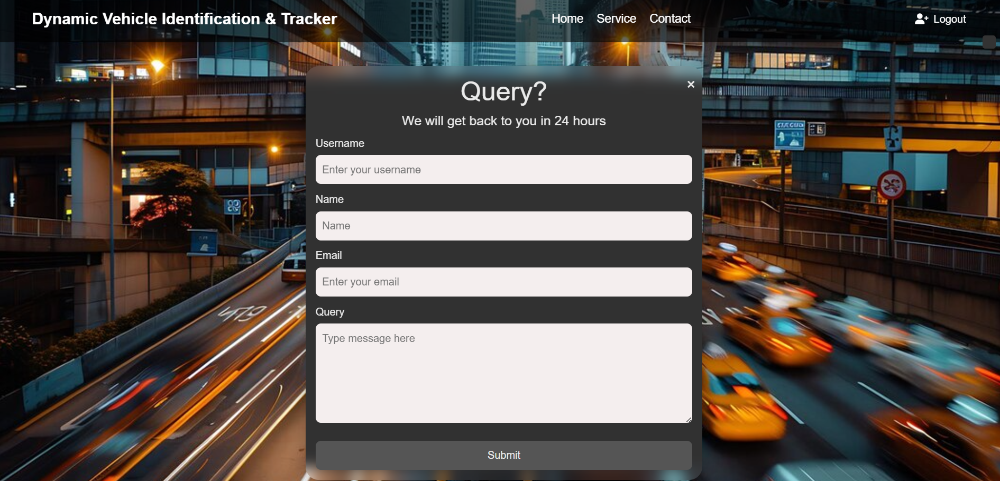 Dynamic Vehicle Identification & Tracker
Home Service Contact
Logout
Query?
×
We will get back to you in 24 hours
Username
Enter your username
Name
Name
Email
Enter your email
Query
Type message here
Submit